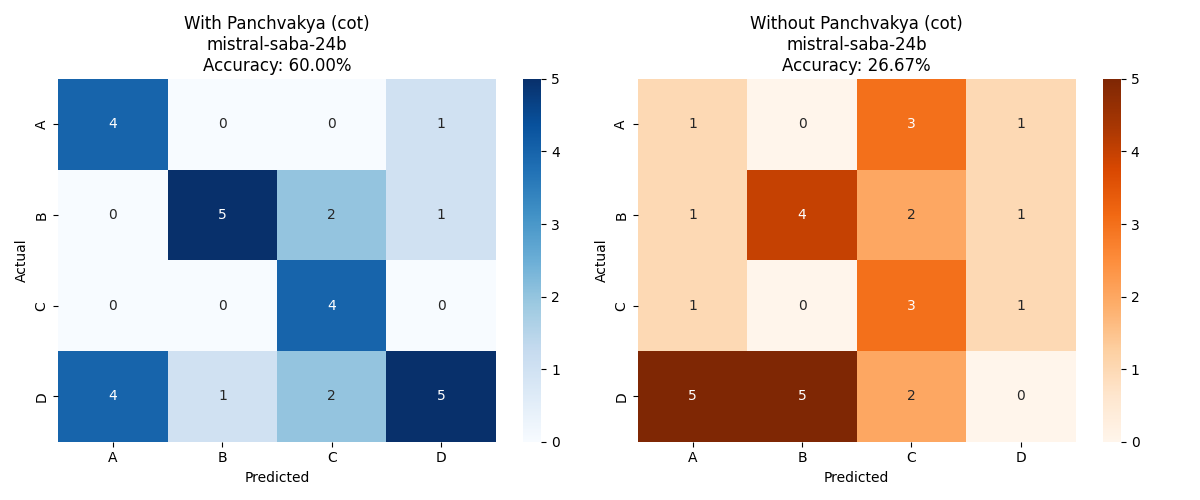 With Panchvakya (cot)
mistral-saba-24b
Accuracy: 60.00%
A 4 0 0 1
B 0 5 2 1
C 0 0 4 0
D 4 1 2 5
A B C D
Predicted
Actual
5
4
3
2
1
0
Without Panchvakya (cot)
mistral-saba-24b
Accuracy: 26.67%
A 1 0 3 1
B 1 4 2 1
C 1 0 3 1
D 5 5 2 0
A B C D
Predicted
Actual
5
4
3
2
1
0